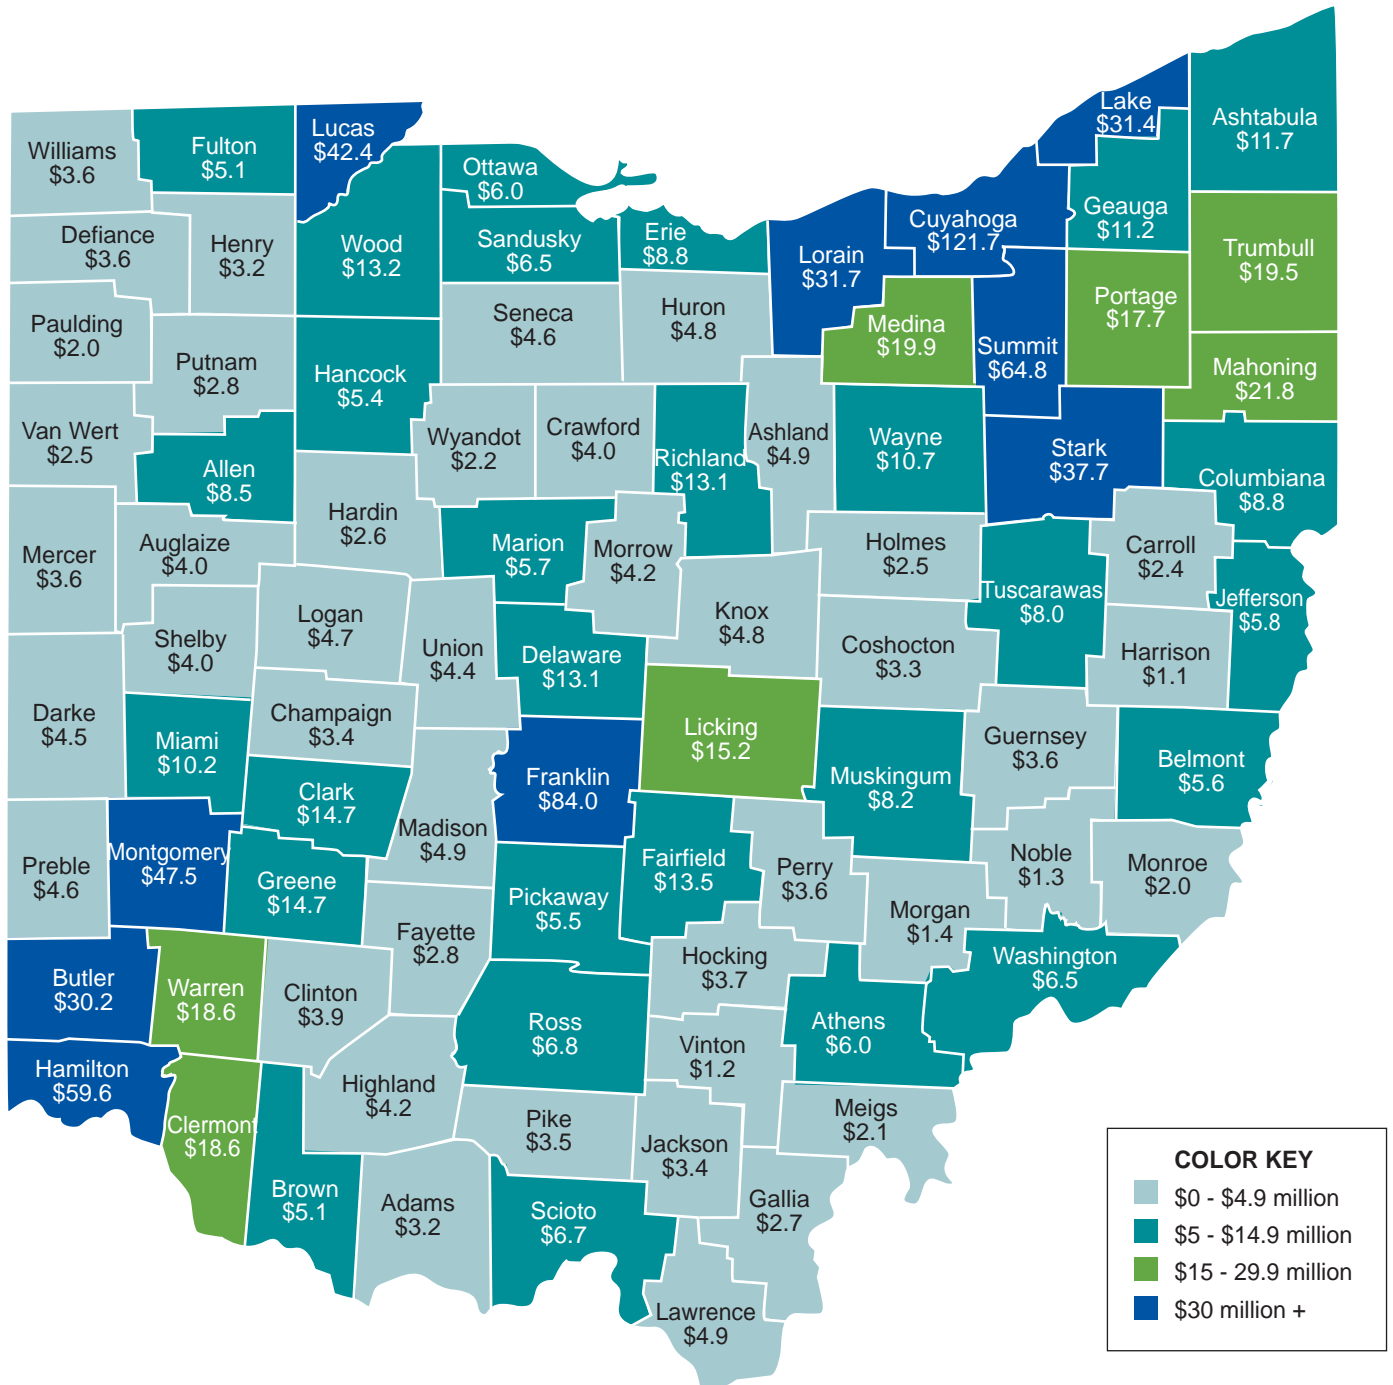 Lake
$31.4
Ashtabula
$11.7
Lucas
$42.4
Williams
$3.6
Fulton
$5.1
Ottawa
$6.0
Geauga
$11.2
Cuyahoga
$121.7
Defiance
$3.6
Henry
$3.2
Wood
$13.2
Sandusky
$6.5
Erie
$8.8
Lorain
$31.7
Trumbull
$19.5
Portage
$17.7
Paulding
$2.0
Seneca
$4.6
Huron
$4.8
Medina
$19.9
Summit
$64.8
Putnam
$2.8
Hancock
$5.4
Mahoning
$21.8
Van Wert
$2.5
Allen
$8.5
Wyandot
$2.2
Crawford
$4.0
Richland
$13.1
Ashland
$4.9
Wayne
$10.7
Stark
$37.7
Columbiana
$8.8
Hardin
$2.6
Mercer
$3.6
Auglaize
$4.0
Marion
$5.7
Morrow
$4.2
Holmes
$2.5
Carroll
$2.4
Tuscarawas
$8.0
Jefferson
$5.8
Logan
$4.7
Shelby
$4.0
Union
$4.4
Knox
$4.8
Delaware
$13.1
Coshocton
$3.3
Harrison
$1.1
Darke
$4.5
Champaign
$3.4
Miami
$10.2
Licking
$15.2
Guernsey
$3.6
Belmont
$5.6
Franklin
$84.0
Muskingum
$8.2
Clark
$14.7
Madison
$4.9
Preble
$4.6
Montgomery
$47.5
Greene
$14.7
Fairfield
$13.5
Perry
$3.6
Noble
$1.3
Monroe
$2.0
Pickaway
$5.5
Morgan
$1.4
Fayette
$2.8
Hocking
$3.7
Washington
$6.5
Butler
$30.2
Warren
$18.6
Clinton
$3.9
Ross
$6.8
Athens
$6.0
Vinton
$1.2
Hamilton
$59.6
Highland
$4.2
Clermont
$18.6
Pike
$3.5
Jackson
$3.4
Meigs
$2.1
Brown
$5.1
Adams
$3.2
Scioto
$6.7
Gallia
$2.7
Lawrence
$4.9
COLOR KEY
$0 - $4.9 million
$5 - $14.9 million
$15 - 29.9 million
$30 million +